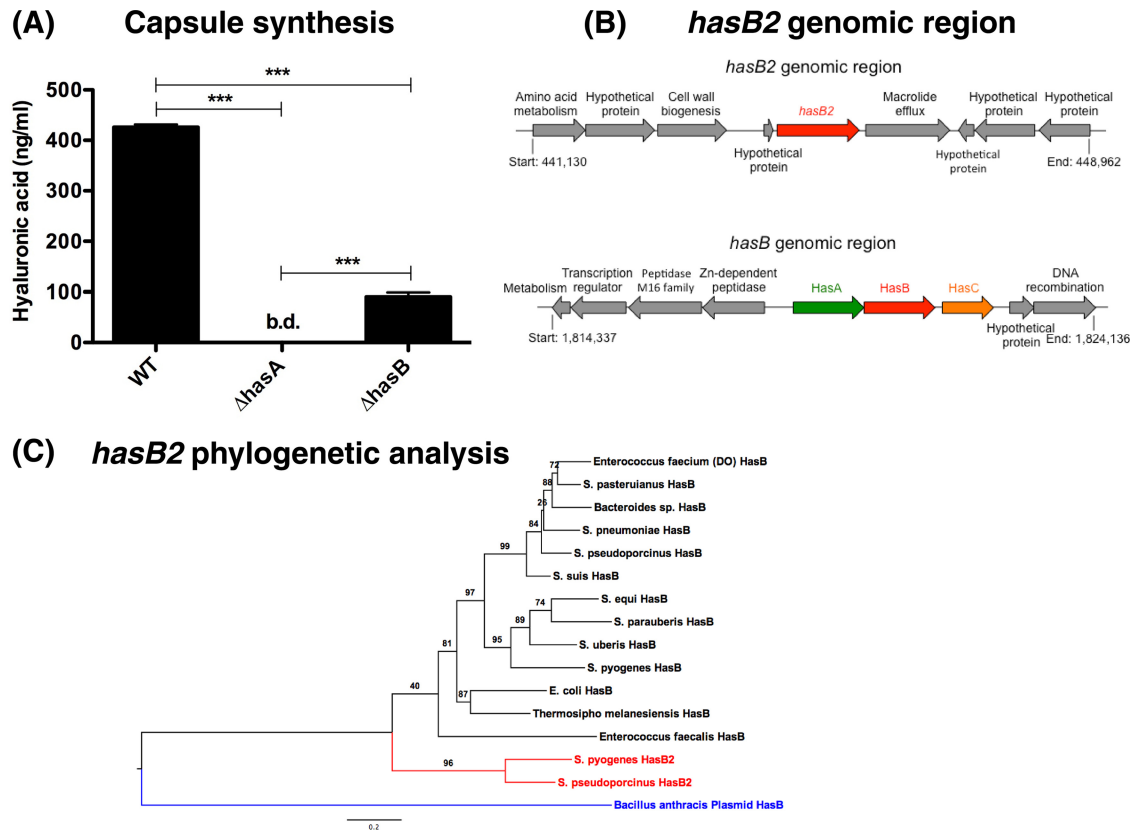 (A) Capsule synthesis
Hyaluronic acid (ng/ml)
500
400
300
200
100
0
***
***
***
b.d.
WT
ΔhasA
ΔhasB
(B) hasB2 genomic region
hasB2 genomic region
Amino acid
metabolism
Hypothetical
protein
Cell wall
biogenesis
Hypothetical
protein
hasB2
Macrolide
efflux
Hypothetical
protein
Hypothetical
protein
Hypothetical
protein
Start: 441,130
End: 448,962
hasB genomic region
Metabolism
Transcription
regulator
Peptidase
M16 family
Zn-dependent
peptidase
HasA
HasB
HasC
Hypothetical
protein
DNA
recombination
Start: 1,814,337
End: 1,824,136
(C) hasB2 phylogenetic analysis
Enterococcus faecium (DO) HasB
S. pasteruianus HasB
Bacteroides sp. HasB
S. pneumoniae HasB
S. pseudoporcinus HasB
S. suis HasB
S. equi HasB
S. parauberis HasB
S. uberis HasB
S. pyogenes HasB
E. coli HasB
Thermosipho melanesiensis HasB
Enterococcus faecalis HasB
S. pyogenes HasB2
S. pseudoporcinus HasB2
Bacillus anthracis Plasmid HasB
72
88
26
84
99
74
89
95
97
81
87
40
96
0.2